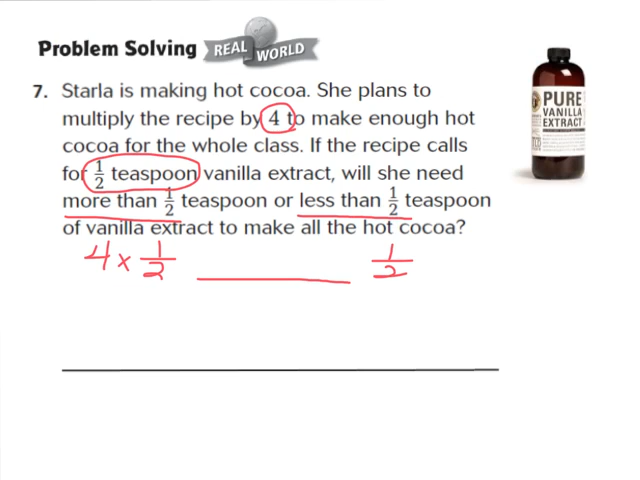 Problem Solving REAL WORLD
7. Starla is making hot cocoa. She plans to
multiply the recipe by 4 to make enough hot
cocoa for the whole class. If the recipe calls
for 1/2 teaspoon vanilla extract, will she need
more than 1/2 teaspoon or less than 1/2 teaspoon
of vanilla extract to make all the hot cocoa?
4 × 1/2 ______ 1/2
PURE
VANILLA
EXTRACT